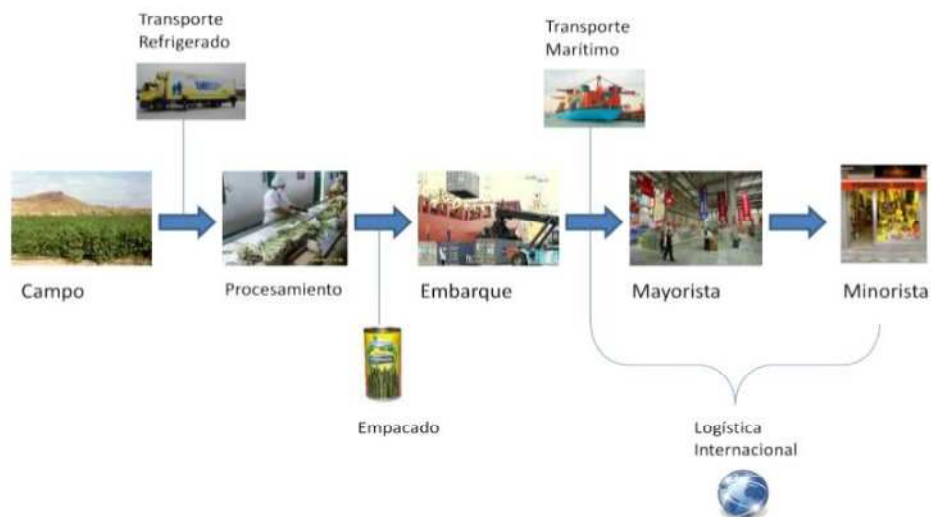 Transporte
Refrigerado
Transporte
Marítimo
Campo
Procesamiento
Embarque
Mayorista
Minorista
Empacado
Logística
Internacional